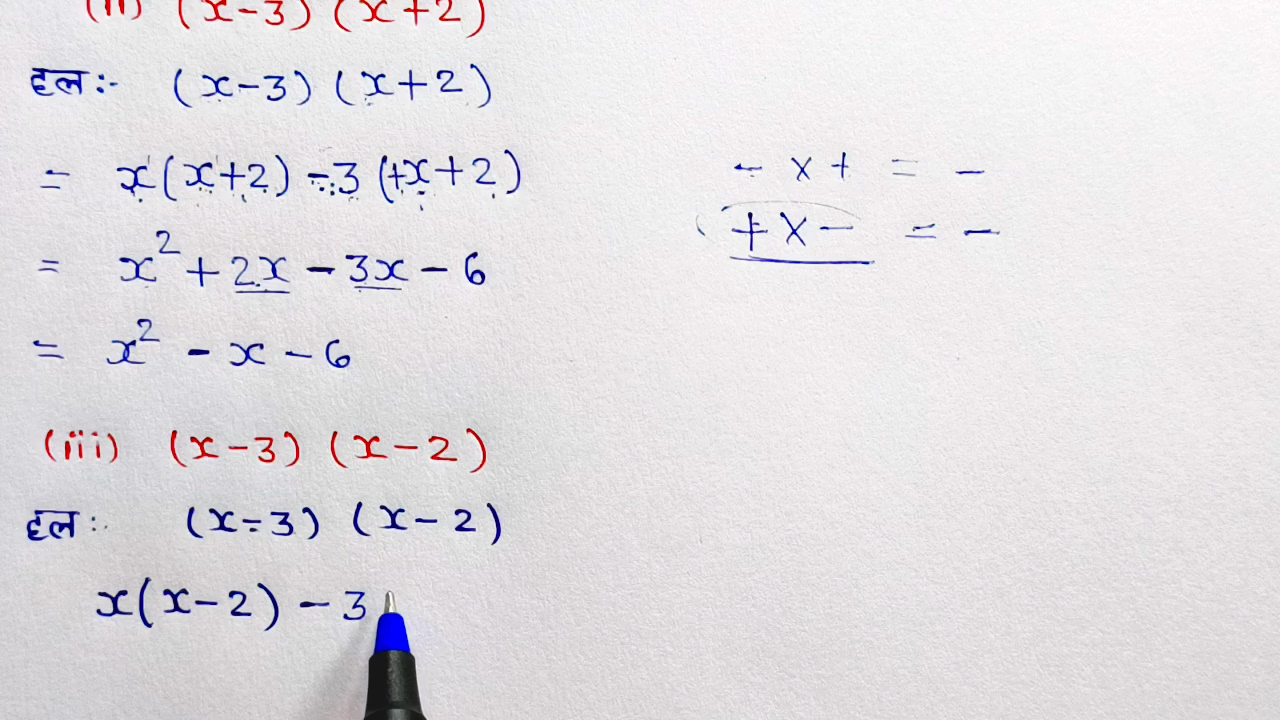 (ii) (x-3) (x+2)
हल:- (x-3) (x+2)
= x(x+2) -3 (+x+2)
= x² + 2x - 3x - 6
= x² - x - 6
- x + = -
+ x - = -
(iii) (x-3) (x-2)
हल: (x-3) (x-2)
x(x-2) - 3